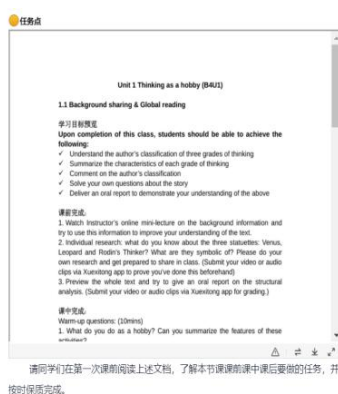 任务点
Unit 1 Thinking as a hobby (B4U1)
1.1 Background sharing & Global reading
学习目标预览
Upon completion of this class, students should be able to achieve the
following:
✓ Understand the author's classification of three grades of thinking
✓ Summarize the characteristics of each grade of thinking
✓ Comment on the author's classification
✓ Solve your own questions about the story
✓ Deliver an oral report to demonstrate your understanding of the above
课前完成:
1. Watch Instructor's online mini-lecture on the background information and
try to use this information to improve your understanding of the text.
2. Individual research: what do you know about the three statuettes: Venus,
Leopard and Rodin's Thinker? What are they symbolic of? Please do your
own research and get prepared to share in class. (Submit your video or audio
clips via Xuexitong app to prove you've done this beforehand)
3. Preview the whole text and try to give an oral report on the structural
analysis. (Submit your video or audio clips via Xuexitong app for grading.)
课中完成:
Warm-up questions: (10mins)
1. What do you do as a hobby? Can you summarize the features of these
activities?
请同学们在第一次课前阅读上述文档，了解本节课课前课中课后要做的任务，并
按时保质完成。